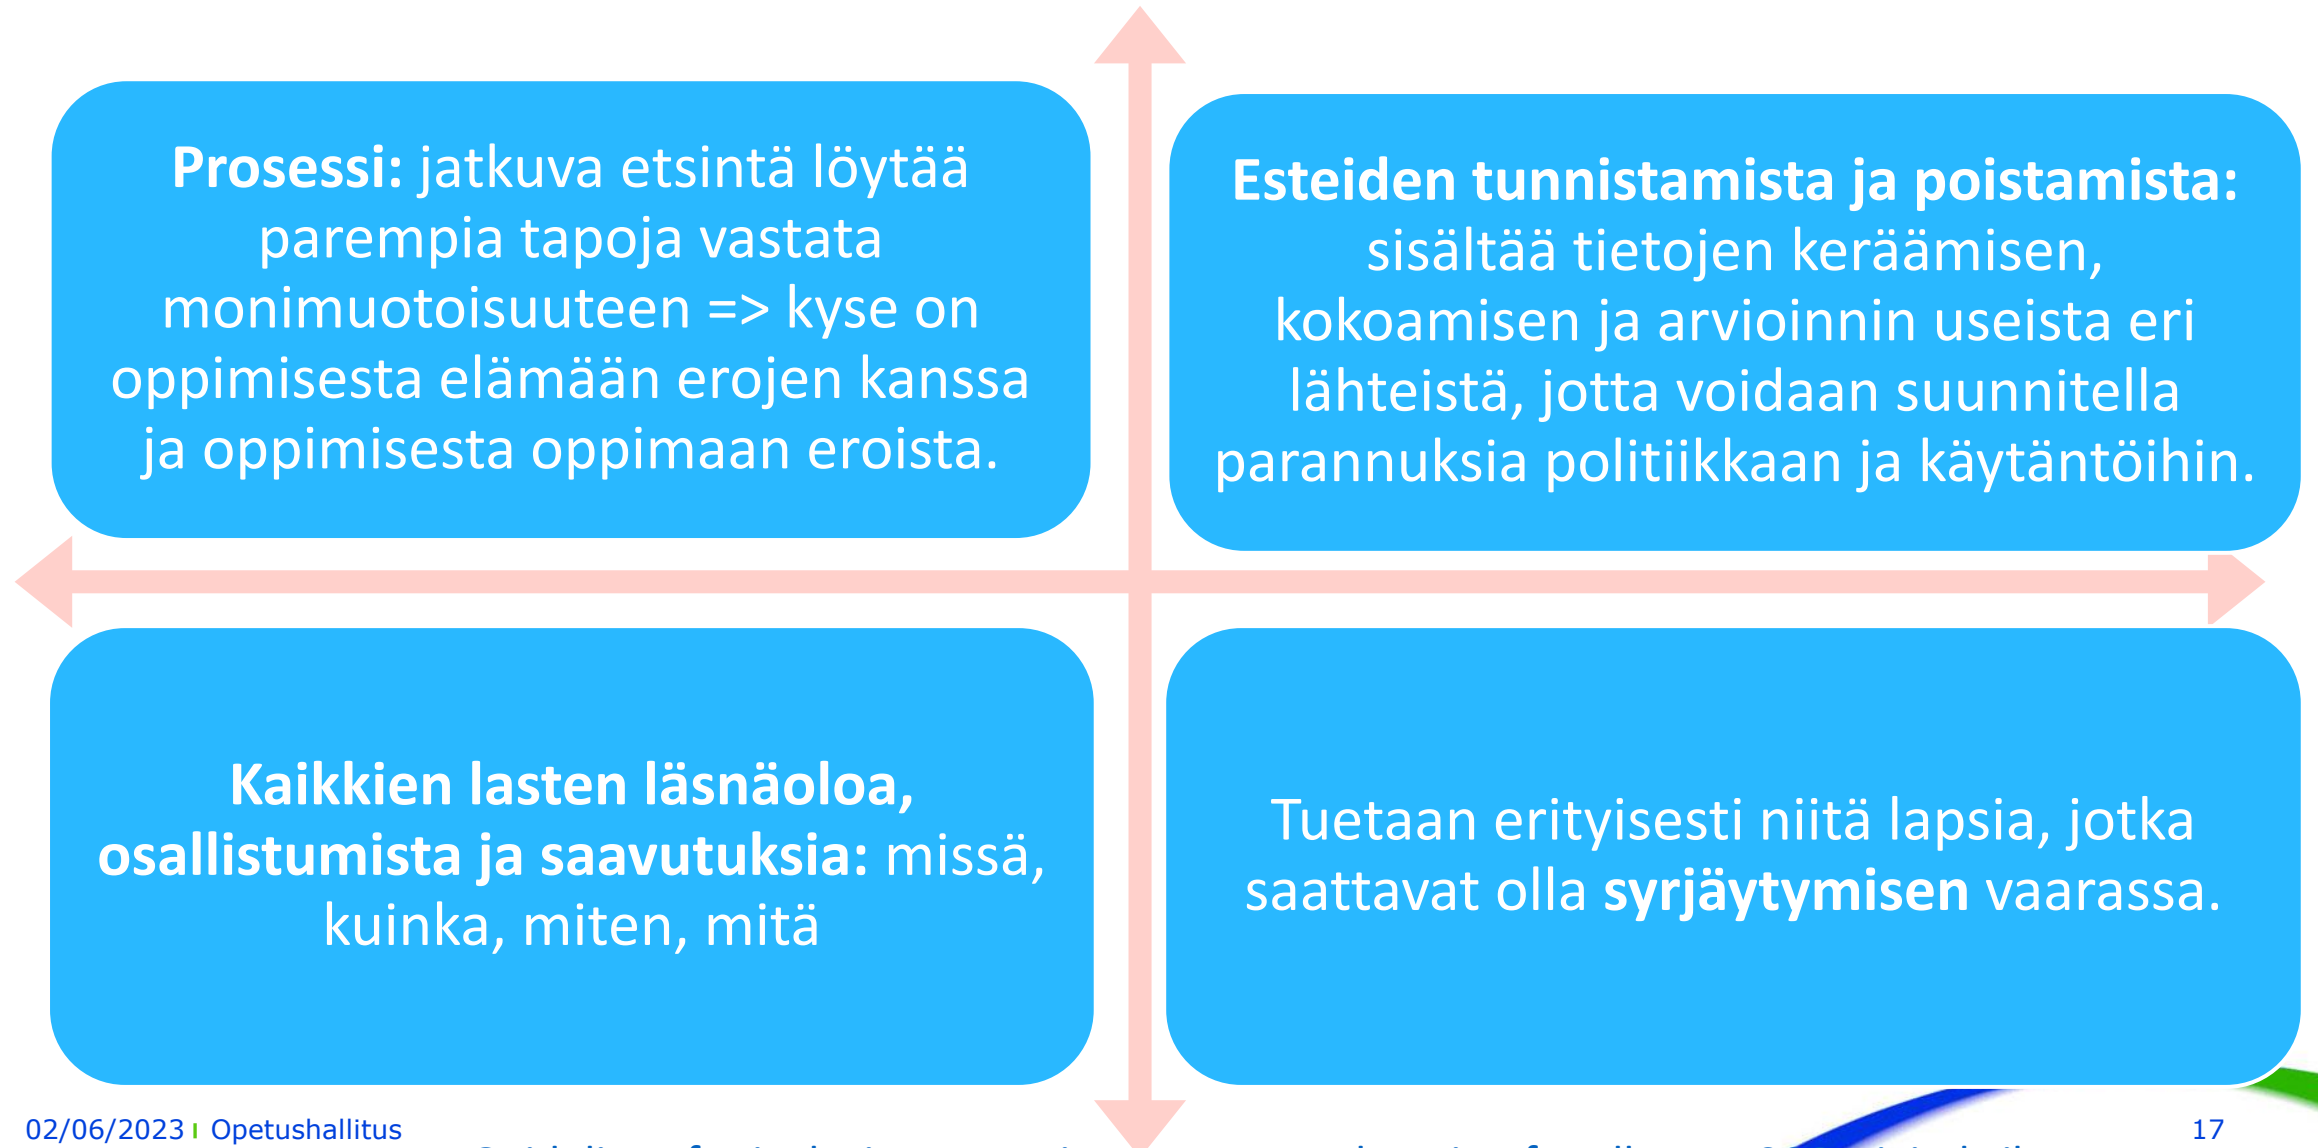 Prosessi: jatkuva etsintä löytää
parempia tapoja vastata
monimuotoisuuteen => kyse on
oppimisesta elämään erojen kanssa
ja oppimisesta oppimaan eroista.
Esteiden tunnistamista ja poistamista:
sisältää tietojen keräämisen,
kokoamisen ja arvioinnin useista eri
lähteistä, jotta voidaan suunnitella
parannuksia politiikkaan ja käytäntöihin.
Kaikkien lasten läsnäoloa,
osallistumista ja saavutuksia: missä,
kuinka, miten, mitä
Tuetaan erityisesti niitä lapsia, jotka
saattavat olla syrjäytymisen vaarassa.
02/06/2023 Opetushallitus
17